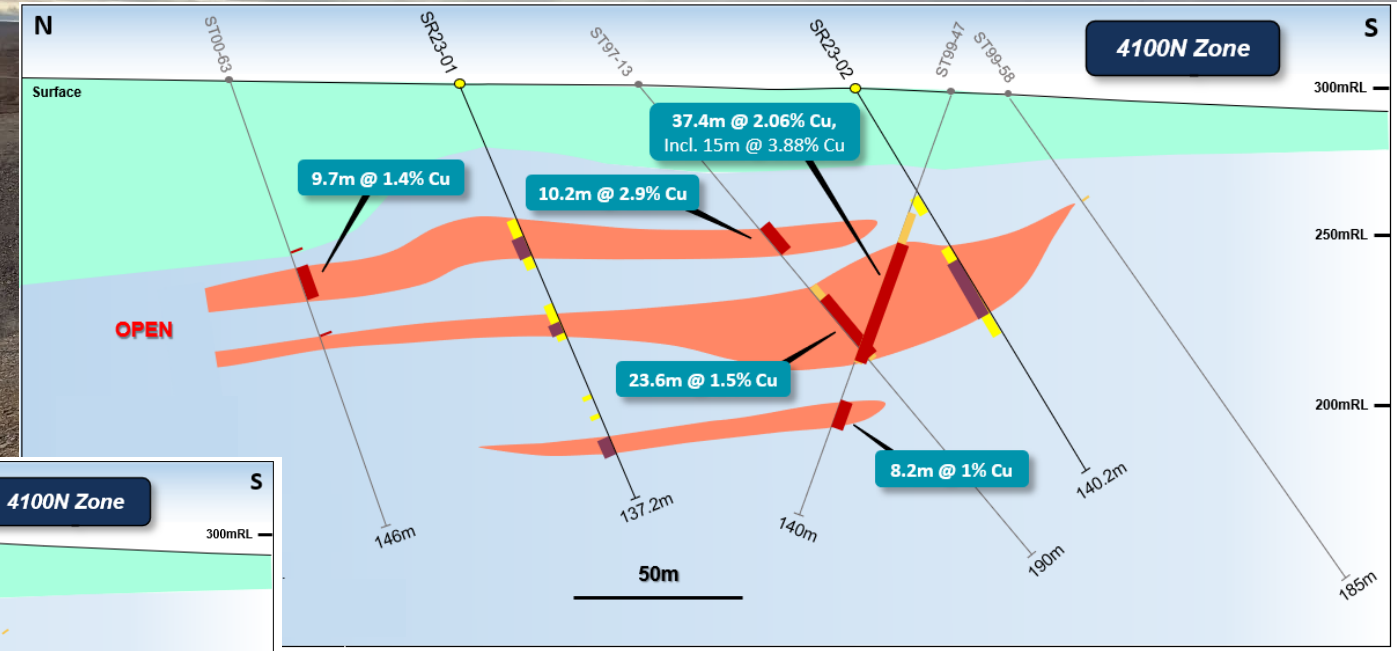 N
ST00-63
SR23-01
ST97-13
SR23-02
ST99-47
ST99-58
4100N Zone
S
Surface
300mRL
37.4m @ 2.06% Cu,
Incl. 15m @ 3.88% Cu
9.7m @ 1.4% Cu
10.2m @ 2.9% Cu
250mRL
OPEN
23.6m @ 1.5% Cu
200mRL
8.2m @ 1% Cu
146m
137.2m
140m
190m
140.2m
185m
50m
4100N Zone
S
300mRL